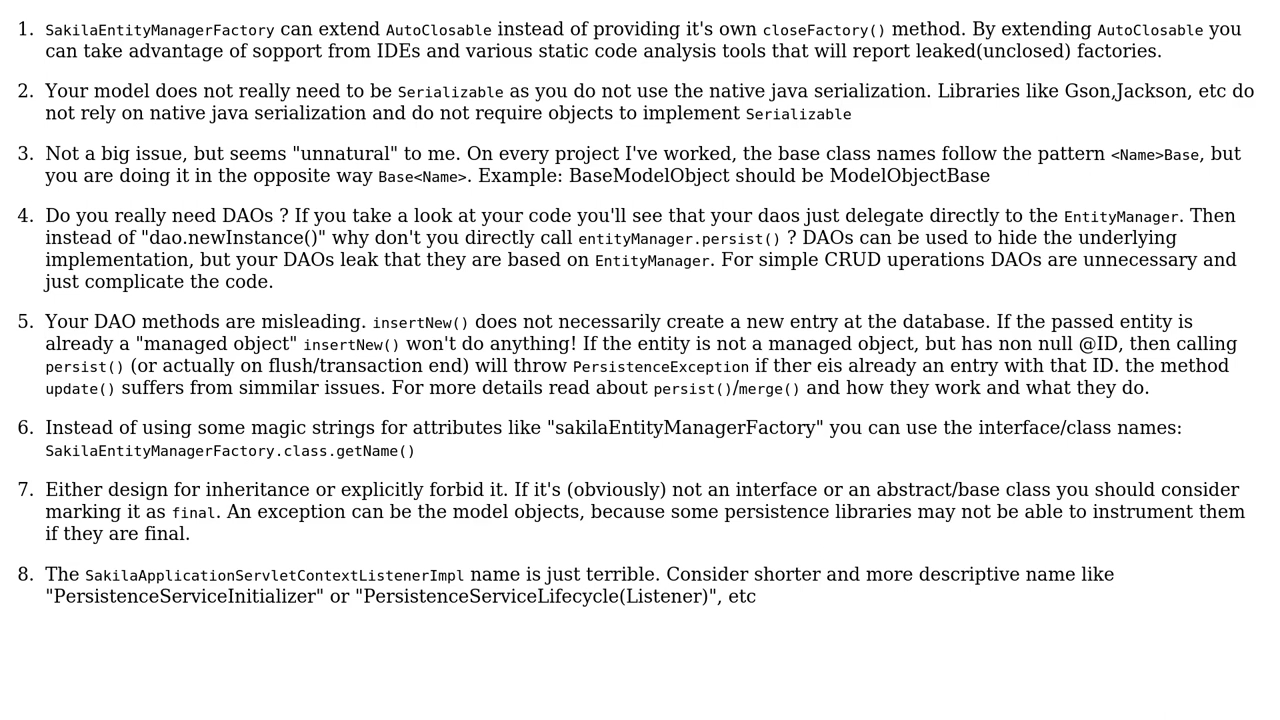 1. SakilaEntityManagerFactory can extend AutoClosable instead of providing it's own closeFactory() method. By extending AutoClosable you
can take advantage of sopport from IDEs and various static code analysis tools that will report leaked(unclosed) factories.
2. Your model does not really need to be Serializable as you do not use the native java serialization. Libraries like Gson,Jackson, etc do
not rely on native java serialization and do not require objects to implement Serializable
3. Not a big issue, but seems "unnatural" to me. On every project I've worked, the base class names follow the pattern <Name>Base, but
you are doing it in the opposite way Base<Name>. Example: BaseModelObject should be ModelObjectBase
4. Do you really need DAOs ? If you take a look at your code you'll see that your daos just delegate directly to the EntityManager. Then
instead of "dao.newInstance()" why don't you directly call entityManager.persist() ? DAOs can be used to hide the underlying
implementation, but your DAOs leak that they are based on EntityManager. For simple CRUD uperations DAOs are unnecessary and
just complicate the code.
5. Your DAO methods are misleading. insertNew() does not necessarily create a new entry at the database. If the passed entity is
already a "managed object" insertNew() won't do anything! If the entity is not a managed object, but has non null @ID, then calling
persist() (or actually on flush/transaction end) will throw PersistenceException if ther eis already an entry with that ID. the method
update() suffers from simmilar issues. For more details read about persist()/merge() and how they work and what they do.
6. Instead of using some magic strings for attributes like "sakilaEntityManagerFactory" you can use the interface/class names:
SakilaEntityManagerFactory.class.getName()
7. Either design for inheritance or explicitly forbid it. If it's (obviously) not an interface or an abstract/base class you should consider
marking it as final. An exception can be the model objects, because some persistence libraries may not be able to instrument them
if they are final.
8. The SakilaApplicationServletContextListenerImpl name is just terrible. Consider shorter and more descriptive name like
"PersistenceServiceInitializer" or "PersistenceServiceLifecycle(Listener)", etc